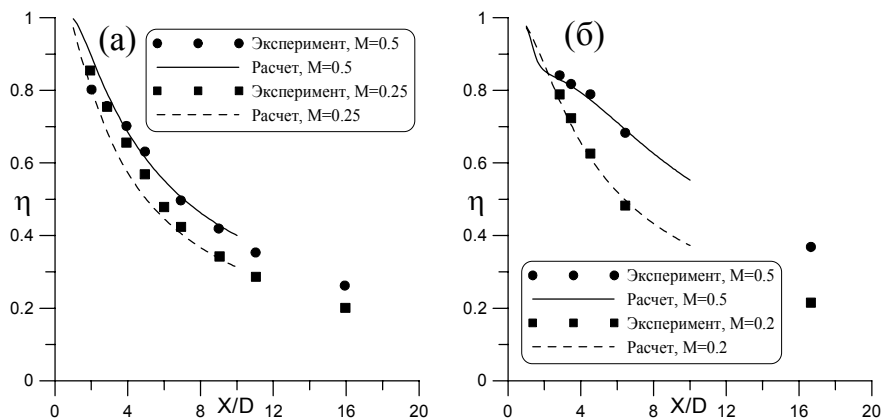 (а)
Эксперимент, M=0.5
Расчет, M=0.5
Эксперимент, M=0.25
Расчет, M=0.25
1
0.8
0.6
η
0.4
0.2
0
0 4 8 X/D 12 16 20
(б)
1
0.8
0.6
η
0.4
0.2
0
Эксперимент, M=0.5
Расчет, M=0.5
Эксперимент, M=0.2
Расчет, M=0.2
0 4 8 X/D 12 16 20